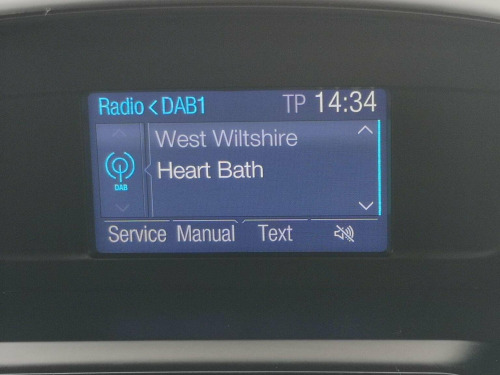 Radio < DAB1 TP 14:34
West Wiltshire
DAB
Heart Bath
Service Manual Text